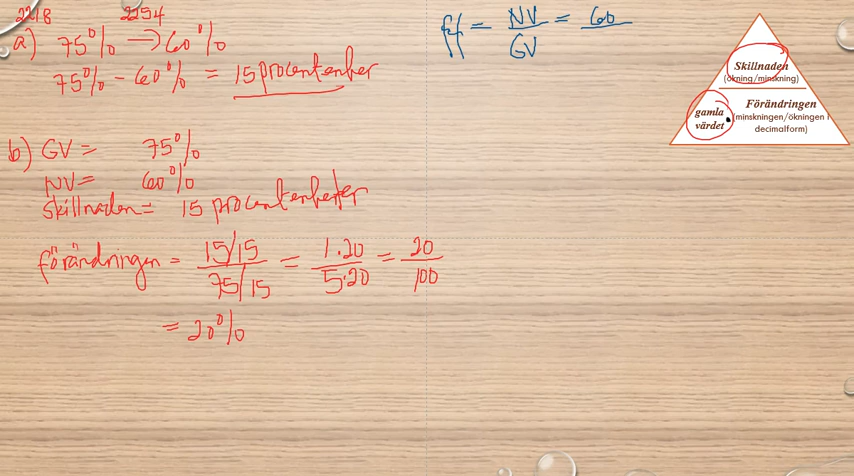 2218 2254
a) 75% → 60%
75% - 60% = 15 procentenheter
b) GV = 75%
NV = 60%
Skillnaden = 15 procentenheter
förändringen = 15/15 / 75/15 = 1·20 / 5·20 = 20 / 100
= 20%
ff = NV / GV = 60
Skillnaden
(ökning/minskning)
gamla värdet
Förändringen
(minskningen/ökningen i
decimalform)